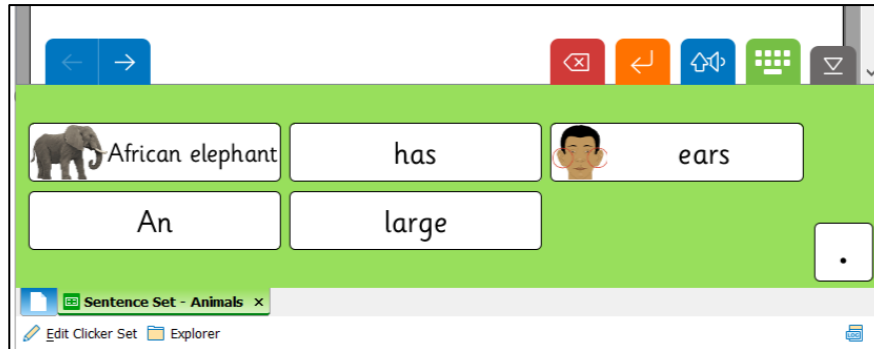 African elephant has ears
An large
.
Sentence Set - Animals ×
Edit Clicker Set Explorer